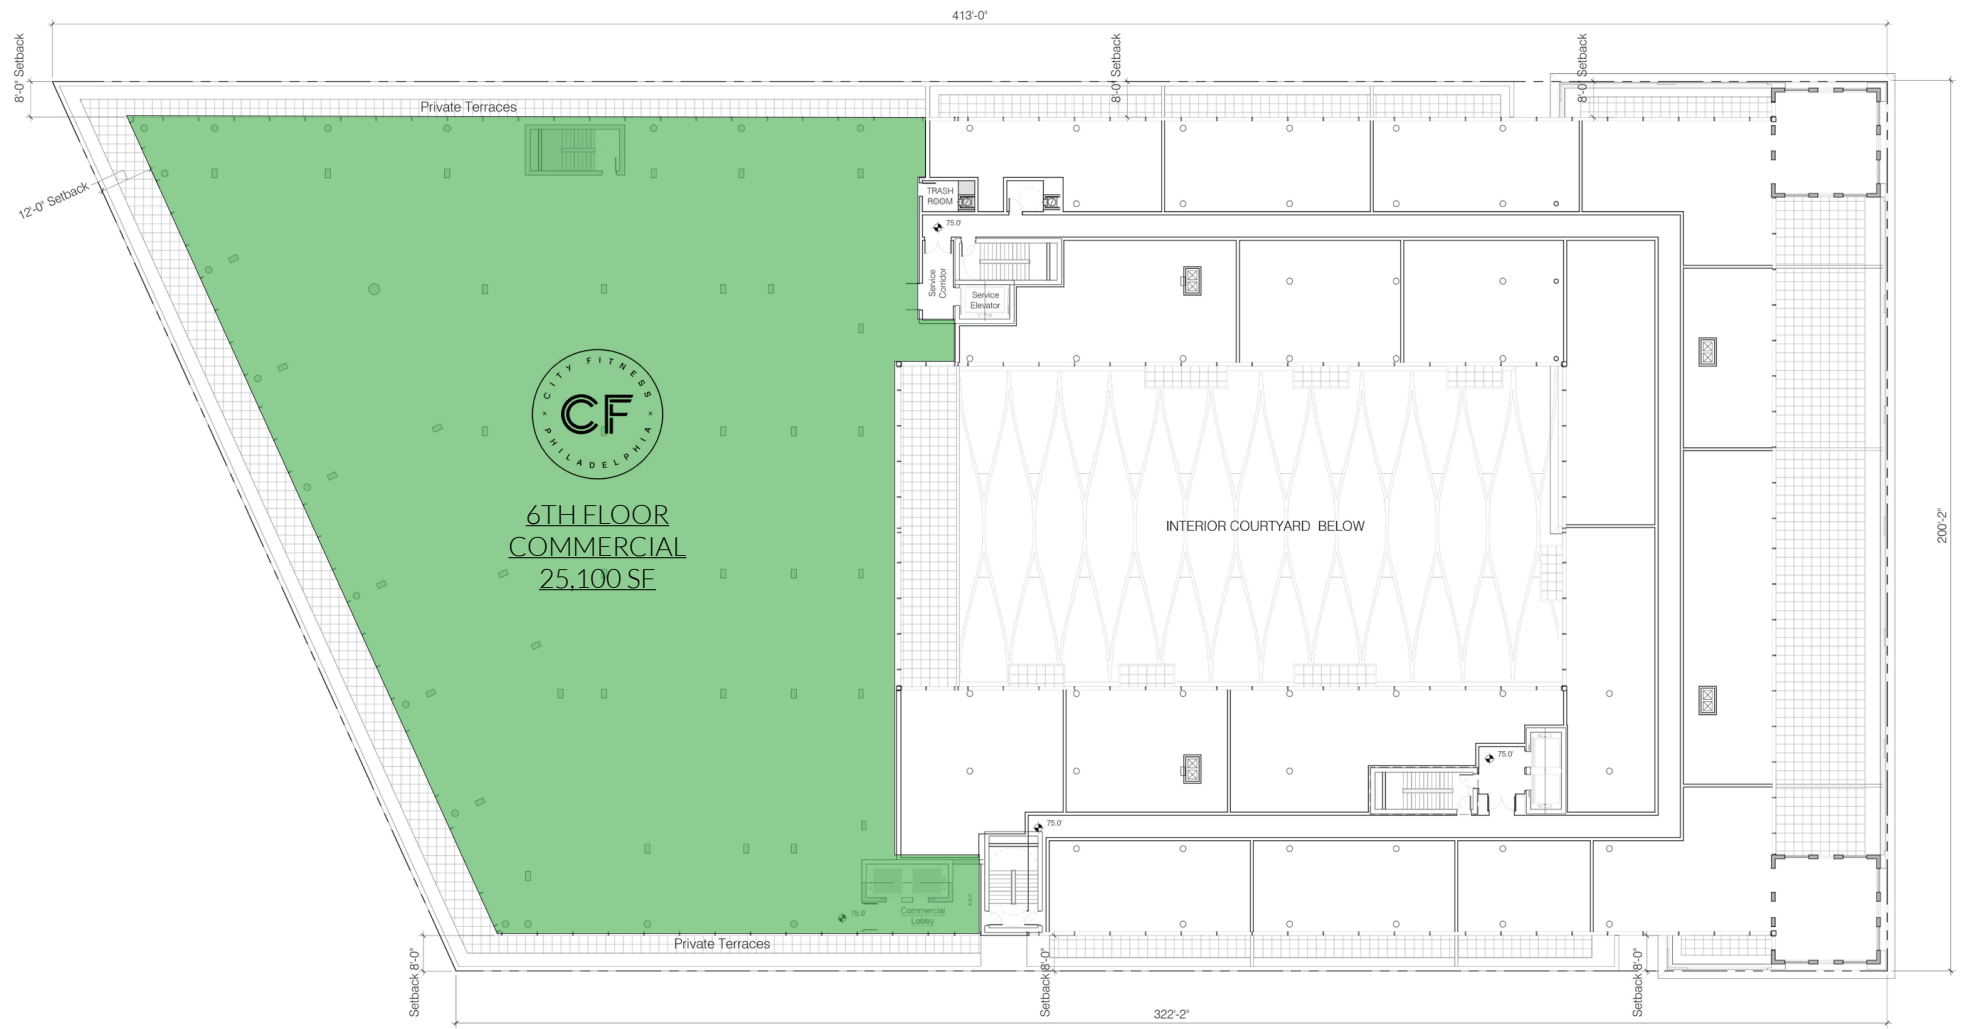 413'-0"
8'-0" Setback
8'-0" Setback
8'-0" Setback
Private Terraces
12'-0" Setback
TRASH
ROOM
75.0'
Service
Corridor
Service
Elevator
CITY FITNESS
CF
× PHILADELPHIA ×
6TH FLOOR
COMMERCIAL
25,100 SF
INTERIOR COURTYARD BELOW
200'-2"
75.0'
75.0'
75.0'
Commercial
Lobby
Private Terraces
Setback 8'-0"
Setback 8'-0"
Setback 8'-0"
322'-2"